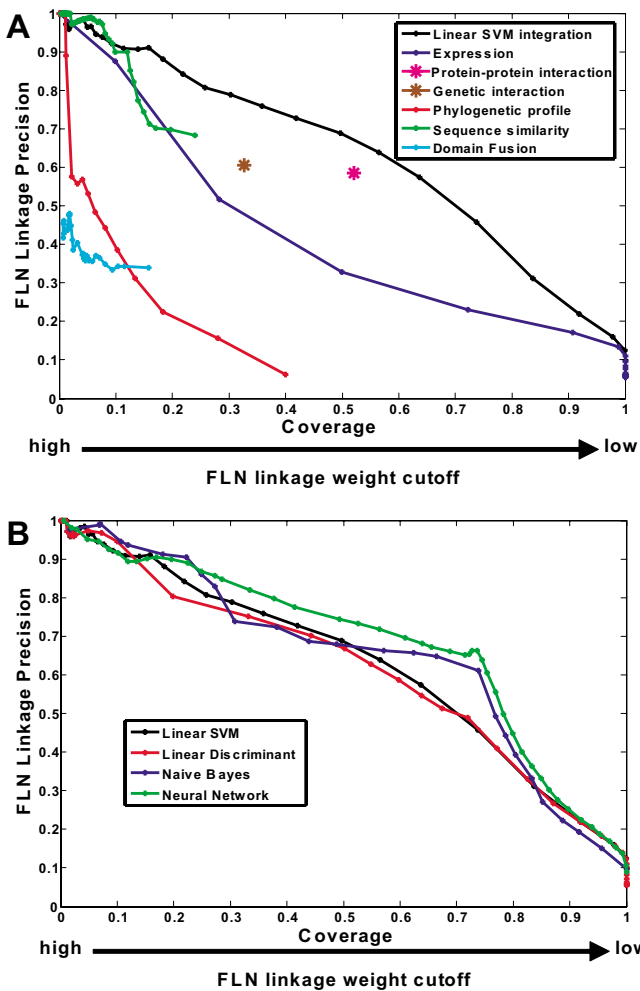 A
FLN Linkage Precision
1
0.9
0.8
0.7
0.6
0.5
0.4
0.3
0.2
0.1
0
Linear SVM integration
Expression
Protein-protein interaction
Genetic interaction
Phylogenetic profile
Sequence similarity
Domain Fusion
0 0.1 0.2 0.3 0.4 0.5 0.6 0.7 0.8 0.9 1
Coverage
high low
FLN linkage weight cutoff
B
FLN Linkage Precision
1
0.9
0.8
0.7
0.6
0.5
0.4
0.3
0.2
0.1
0
Linear SVM
Linear Discriminant
Naive Bayes
Neural Network
0 0.1 0.2 0.3 0.4 0.5 0.6 0.7 0.8 0.9 1
Coverage
high low
FLN linkage weight cutoff